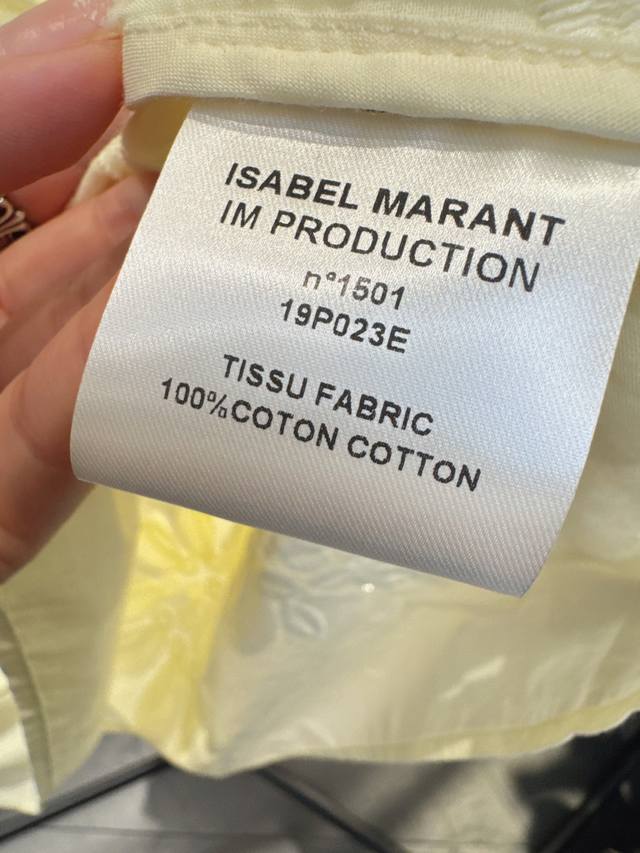 ISABEL MARANT
IM PRODUCTION
n°1501
19P023E
TISSU FABRIC
100%COTON COTTON